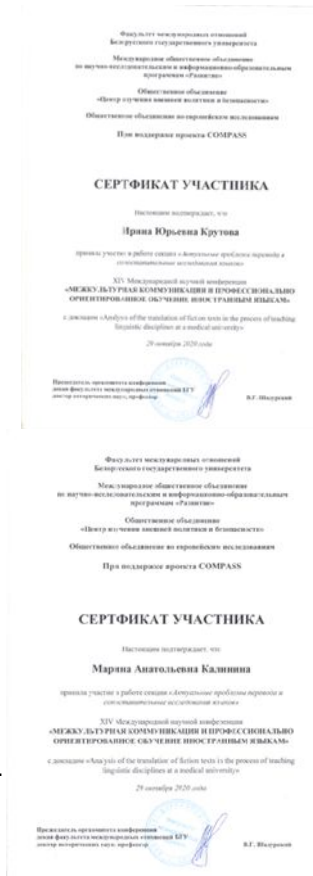 Факультет международных отношений
Белорусского государственного университета
Международное общественное объединение
по научно-исследовательским и информационно-образовательным
программам «Развитие»
Общественное объединение
«Центр изучения внешней политики и безопасности»
Общественное объединение по европейским исследованиям
При поддержке проекта COMPASS
СЕРТФИКАТ УЧАСТНИКА
Настоящим подтверждает, что
Ирина Юрьевна Крутова
приняла участие в работе секции «Актуальные проблемы перевода и
сопоставительные исследования языков»
XIV Международной научной конференции
«МЕЖКУЛЬТУРНАЯ КОММУНИКАЦИЯ И ПРОФЕССИОНАЛЬНО
ОРИЕНТИРОВАННОЕ ОБУЧЕНИЕ ИНОСТРАННЫМ ЯЗЫКАМ»
с докладом «Analysis of the translation of fiction texts in the process of teaching
linguistic disciplines at a medical university»
29 октября 2020 года
Председатель оргкомитета конференции
декан факультета международных отношений БГУ
доктор исторических наук, профессор
В.Г. Шадурский
Факультет международных отношений
Белорусского государственного университета
Международное общественное объединение
по научно-исследовательским и информационно-образовательным
программам «Развитие»
Общественное объединение
«Центр изучения внешней политики и безопасности»
Общественное объединение по европейским исследованиям
При поддержке проекта COMPASS
СЕРТФИКАТ УЧАСТНИКА
Настоящим подтверждает, что
Марина Анатольевна Калинина
приняла участие в работе секции «Актуальные проблемы перевода и
сопоставительные исследования языков»
XIV Международной научной конференции
«МЕЖКУЛЬТУРНАЯ КОММУНИКАЦИЯ И ПРОФЕССИОНАЛЬНО
ОРИЕНТИРОВАННОЕ ОБУЧЕНИЕ ИНОСТРАННЫМ ЯЗЫКАМ»
с докладом «Analysis of the translation of fiction texts in the process of teaching
linguistic disciplines at a medical university»
29 октября 2020 года
Председатель оргкомитета конференции
декан факультета международных отношений БГУ
доктор исторических наук, профессор
В.Г. Шадурский